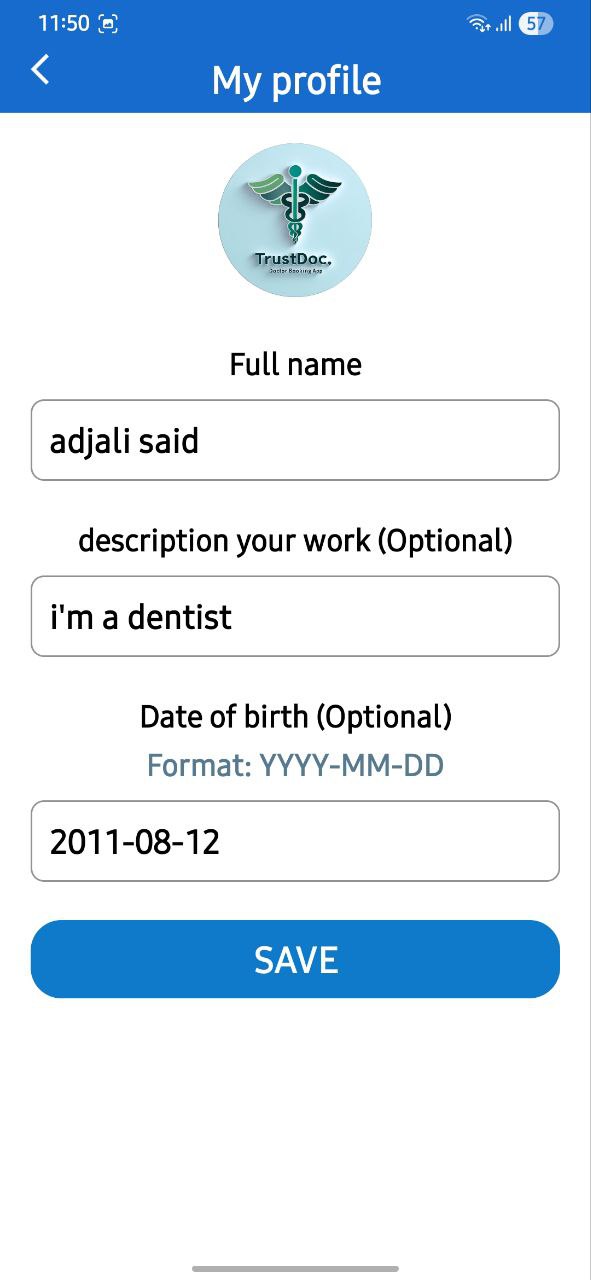 11:50
57
My profile
TrustDoc.
Doctor Booking App
Full name
adjali said
description your work (Optional)
i'm a dentist
Date of birth (Optional)
Format: YYYY-MM-DD
2011-08-12
SAVE